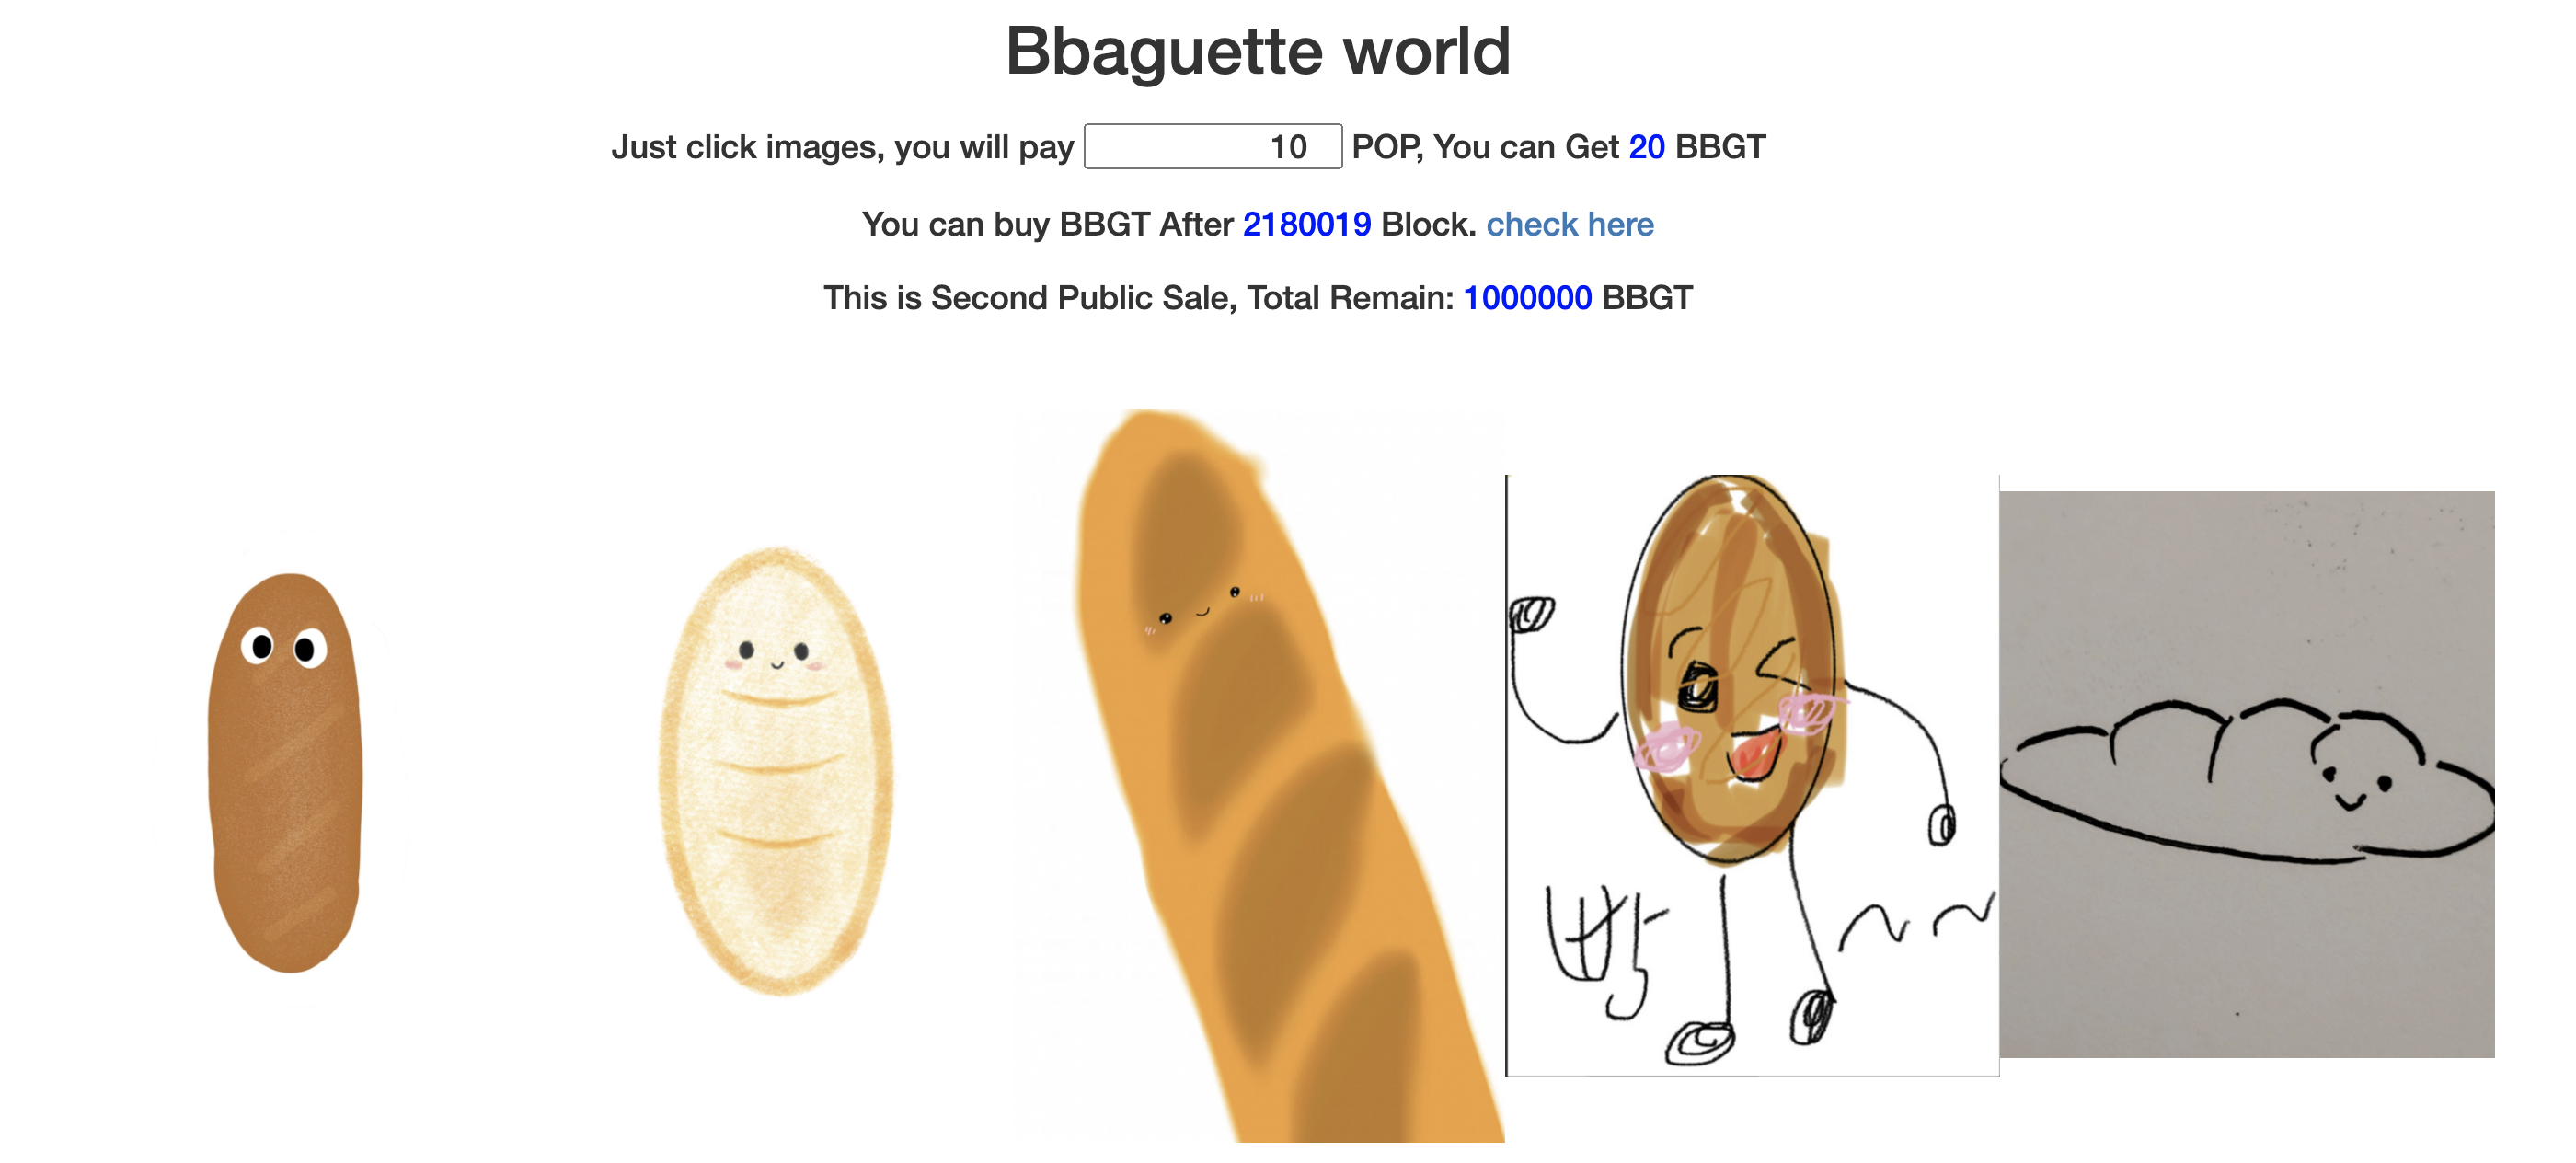 Bbaguette world
Just click images, you will pay 10 POP, You can Get 20 BBGT
You can buy BBGT After 2180019 Block. check here
This is Second Public Sale, Total Remain: 1000000 BBGT
빵~~